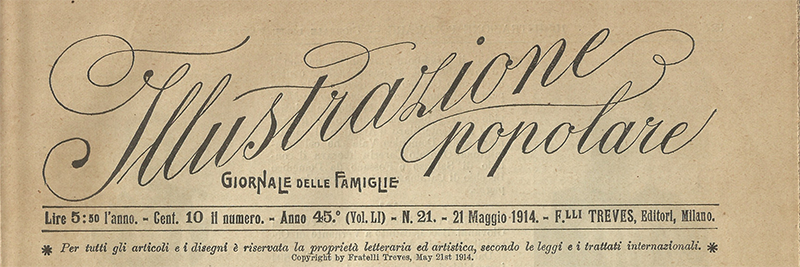 Illustrazione
popolare
GIORNALE DELLE FAMIGLIE
Lire 5:50 l'anno. - Cent. 10 il numero. - Anno 45.º (Vol. LI) - N. 21. - 21 Maggio 1914. - F.LLI TREVES, Editori, Milano.
* Per tutti gli articoli e i disegni è riservata la proprietà letteraria ed artistica, secondo le leggi e i trattati internazionali. *
Copyright by Fratelli Treves, May 21st 1914.